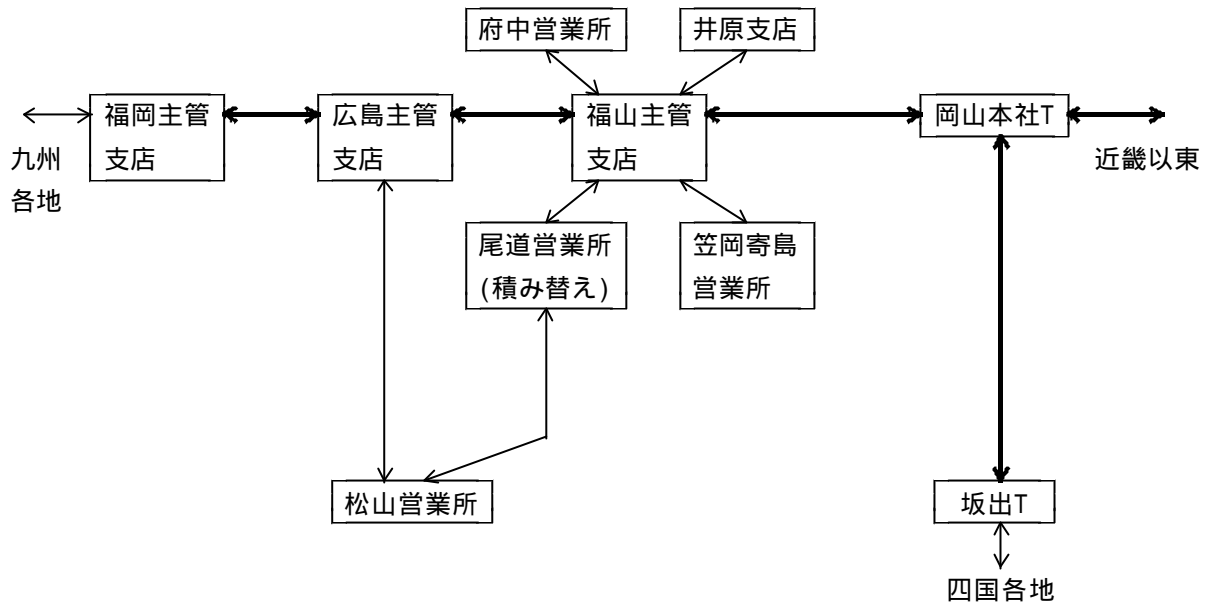 府中営業所
井原支店
福岡主管
支店
広島主管
支店
福山主管
支店
岡山本社T
九州
各地
近畿以東
尾道営業所
(積み替え)
笠岡寄島
営業所
松山営業所
坂出T
四国各地